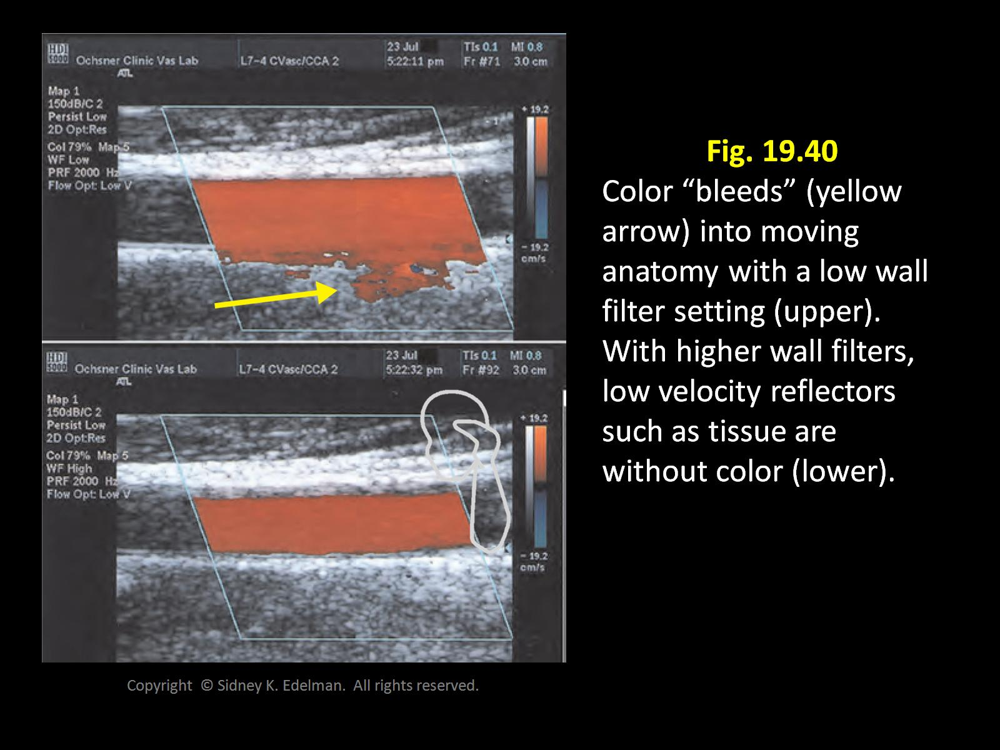 HDI
5000
Ochsner Clinic Vas Lab
ATL
L7-4 CVasc/CCA 2
23 Jul
5:22:11 pm
TIs 0.1 MI 0.8
Fr #71 3.0 cm
Map 1
150dB/C 2
Persist Low
2D Opt:Res
Col 79% Map 5
WF Low
PRF 2000 Hz
Flow Opt: Low V
- 1
+ 19.2
- 19.2
cm/s
HDI
5000
Ochsner Clinic Vas Lab
ATL
L7-4 CVasc/CCA 2
23 Jul
5:22:32 pm
TIs 0.1 MI 0.8
Fr #92 3.0 cm
Map 1
150dB/C 2
Persist Low
2D Opt:Res
Col 79% Map 5
WF High
PRF 2000 Hz
Flow Opt: Low V
+ 19.2
- 19.2
cm/s
Fig. 19.40
Color “bleeds” (yellow
arrow) into moving
anatomy with a low wall
filter setting (upper).
With higher wall filters,
low velocity reflectors
such as tissue are
without color (lower).
Copyright © Sidney K. Edelman. All rights reserved.